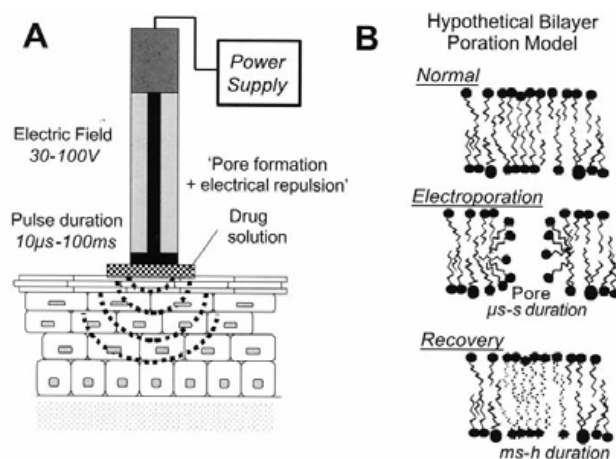 A
Power
Supply
Electric Field
30-100V
'Pore formation
+ electrical repulsion'
Pulse duration
10µs-100ms
Drug
solution
B
Hypothetical Bilayer
Poration Model
Normal
Electroporation
Pore
µs-s duration
Recovery
ms-h duration